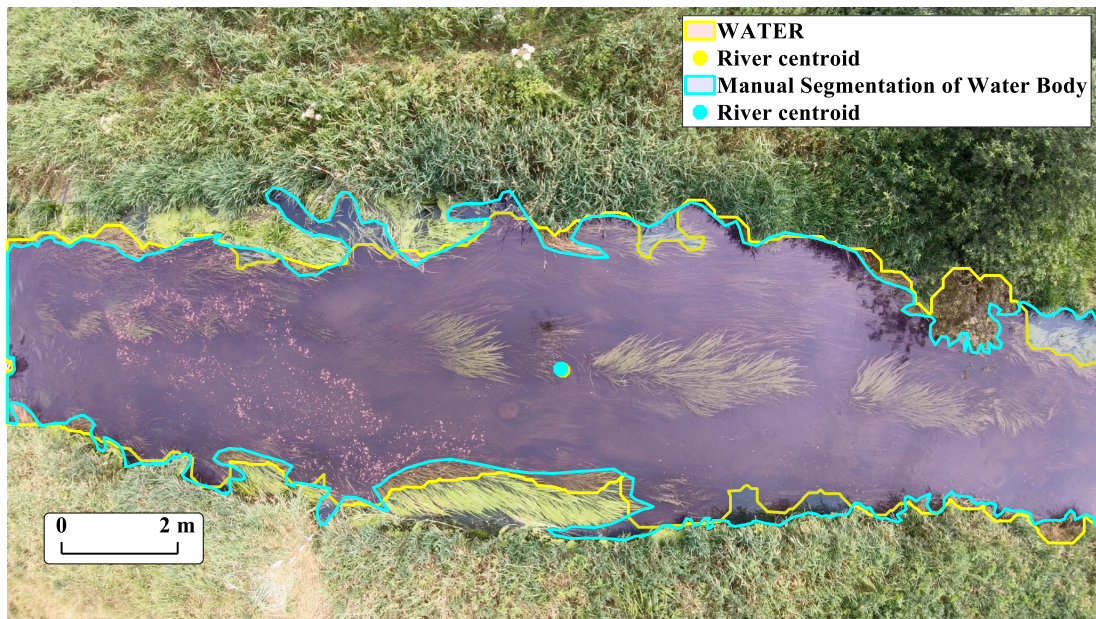 WATER
River centroid
Manual Segmentation of Water Body
River centroid
0 2 m